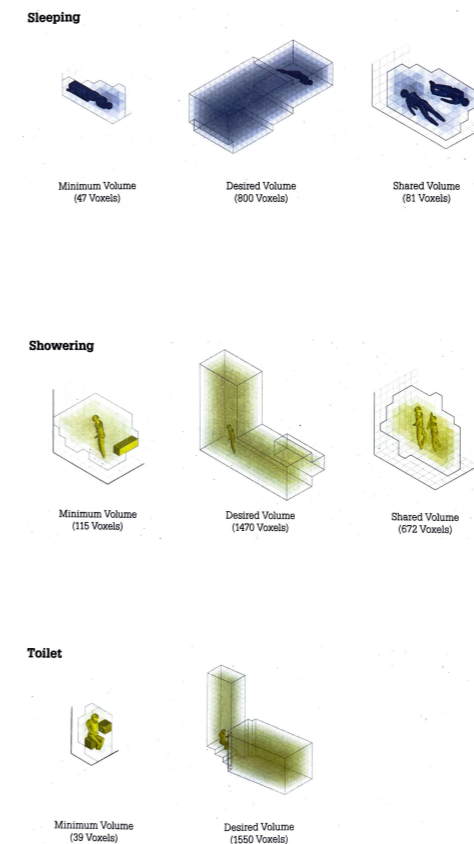 Sleeping
Minimum Volume
(47 Voxels)
Desired Volume
(800 Voxels)
Shared Volume
(81 Voxels)
Showering
Minimum Volume
(115 Voxels)
Desired Volume
(1470 Voxels)
Shared Volume
(672 Voxels)
Toilet
Minimum Volume
(39 Voxels)
Desired Volume
(1550 Voxels)